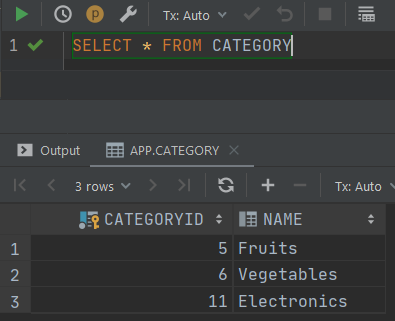 Tx: Auto
1 SELECT * FROM CATEGORY
Output APP.CATEGORY
3 rows Tx: Auto
CATEGORYID NAME
1 5 Fruits
2 6 Vegetables
3 11 Electronics